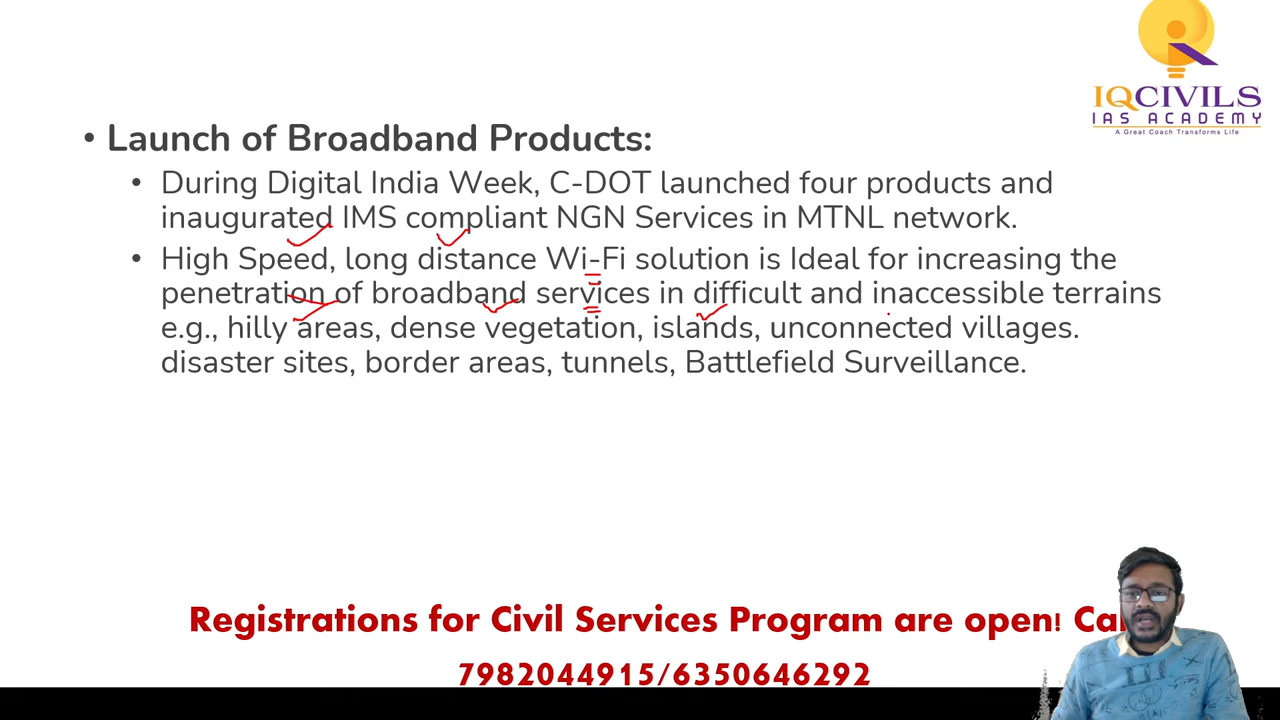 IQCIVILS
IAS ACADEMY
A Great Coach Transforms Life
• Launch of Broadband Products:
• During Digital India Week, C-DOT launched four products and
inaugurated IMS compliant NGN Services in MTNL network.
• High Speed, long distance Wi-Fi solution is Ideal for increasing the
penetration of broadband services in difficult and inaccessible terrains
e.g., hilly areas, dense vegetation, islands, unconnected villages.
disaster sites, border areas, tunnels, Battlefield Surveillance.
Registrations for Civil Services Program are open!
7982044915/6350646292